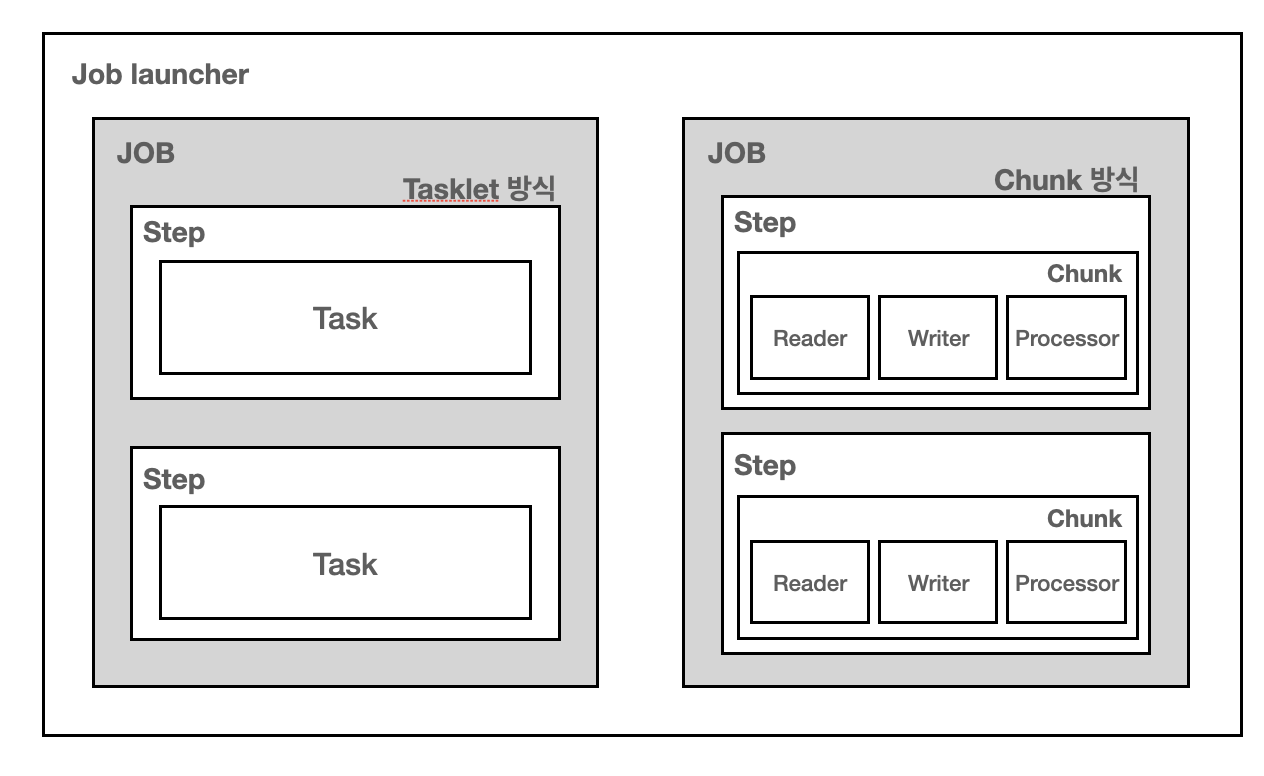 Job launcher
JOB
Tasklet 방식
Step
Task
Step
Task
JOB
Chunk 방식
Step
Chunk
Reader Writer Processor
Step
Chunk
Reader Writer Processor